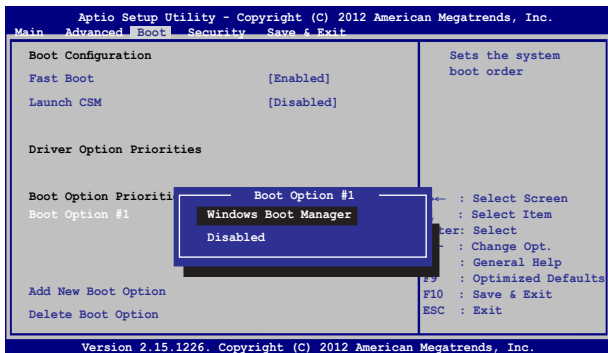 Aptio Setup Utility - Copyright (C) 2012 American Megatrends, Inc.
Main Advanced Boot Security Save & Exit
Boot Configuration
Fast Boot [Enabled]
Launch CSM [Disabled]
Driver Option Priorities
Boot Option Prioriti
Boot Option #1
Boot Option #1
Windows Boot Manager
Disabled
Add New Boot Option
Delete Boot Option
Sets the system
boot order
← : Select Screen
: Select Item
ter: Select
: Change Opt.
: General Help
F9 : Optimized Defaults
F10 : Save & Exit
ESC : Exit
Version 2.15.1226. Copyright (C) 2012 American Megatrends, Inc.